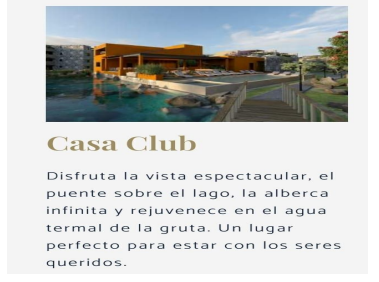 Casa Club
Disfruta la vista espectacular, el
puente sobre el lago, la alberca
infinita y rejuvenece en el agua
termal de la gruta. Un lugar
perfecto para estar con los seres
queridos.